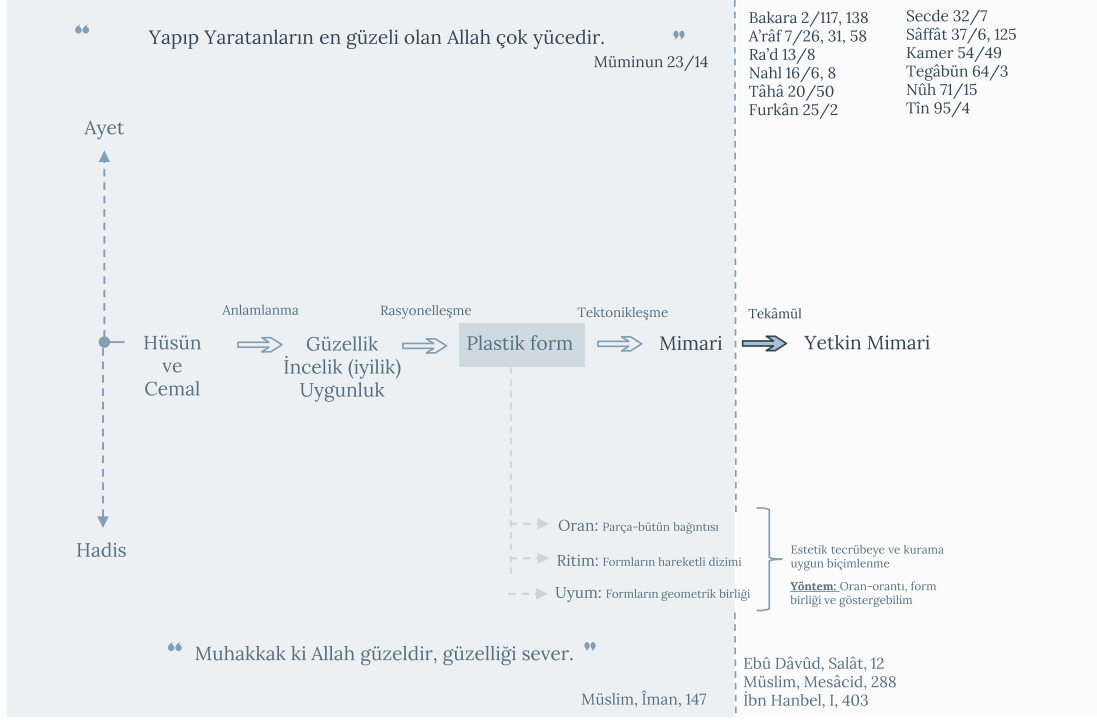 ❝ Yapıp Yaratanların en güzeli olan Allah çok yücedir. ❞
Müminun 23/14
Bakara 2/117, 138
A’râf 7/26, 31, 58
Ra’d 13/8
Nahl 16/6, 8
Tâhâ 20/50
Furkân 25/2
Secde 32/7
Sâffât 37/6, 125
Kamer 54/49
Tegâbün 64/3
Nûh 71/15
Tîn 95/4
Ayet
Anlamlanma
Rasyonelleşme
Tektonikleşme
Tekâmül
Hüsün
ve
Cemal
Güzellik
İncelik (iyilik)
Uygunluk
Plastik form
Mimari
Yetkin Mimari
Hadis
Oran: Parça-bütün bağıntısı
Ritim: Formların hareketli dizimi
Uyum: Formların geometrik birliği
Estetik tecrübeye ve kurama
uygun biçimlenme
Yöntem: Oran-orantı, form
birliği ve göstergebilim
❝ Muhakkak ki Allah güzeldir, güzelliği sever. ❞
Müslim, Îman, 147
Ebû Dâvûd, Salât, 12
Müslim, Mesâcid, 288
İbn Hanbel, I, 403